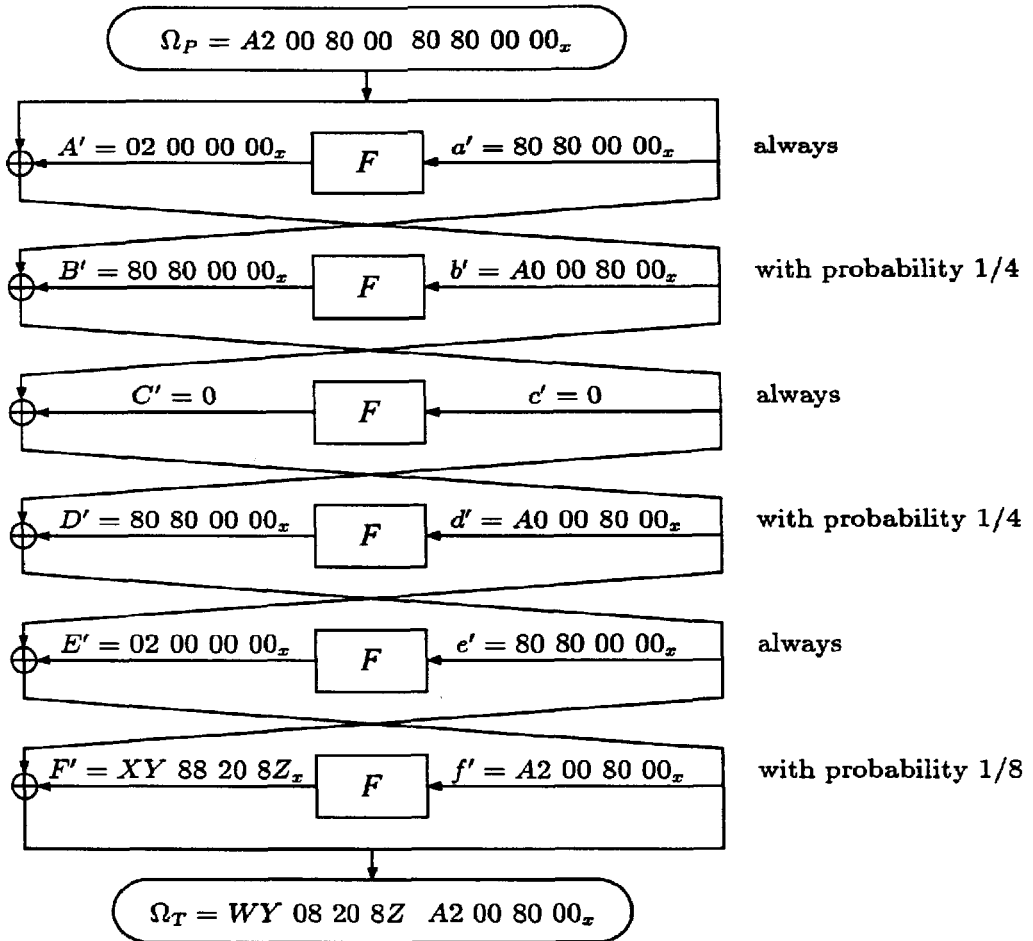 Ω_P = A2 00 80 00 80 80 00 00_x
A' = 02 00 00 00_x F a' = 80 80 00 00_x always
B' = 80 80 00 00_x F b' = A0 00 80 00_x with probability 1/4
C' = 0 F c' = 0 always
D' = 80 80 00 00_x F d' = A0 00 80 00_x with probability 1/4
E' = 02 00 00 00_x F e' = 80 80 00 00_x always
F' = XY 88 20 8Z_x F f' = A2 00 80 00_x with probability 1/8
Ω_T = WY 08 20 8Z A2 00 80 00_x